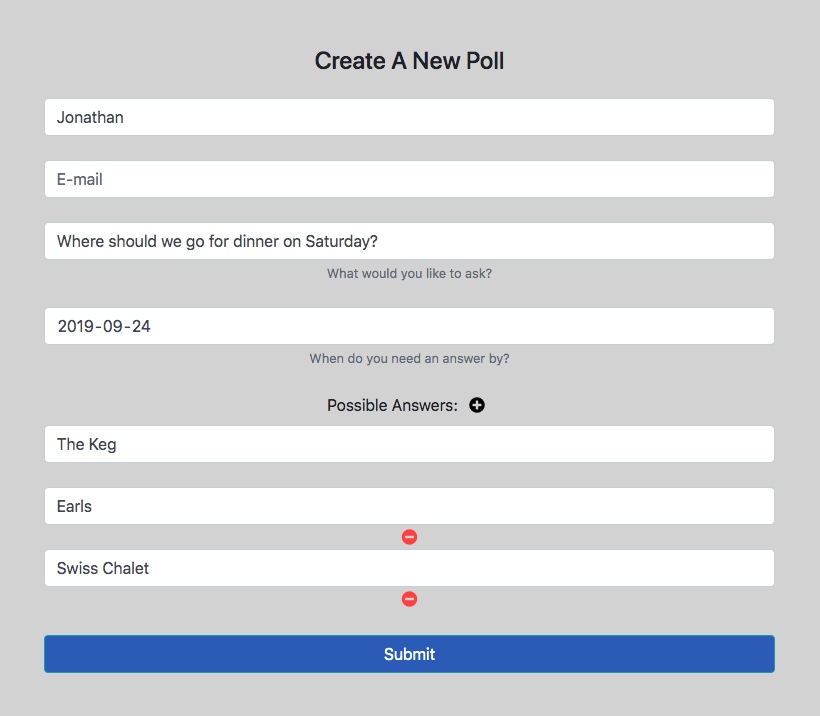 Create A New Poll
Jonathan
E-mail
Where should we go for dinner on Saturday?
What would you like to ask?
2019-09-24
When do you need an answer by?
Possible Answers:
The Keg
Earls
Swiss Chalet
Submit